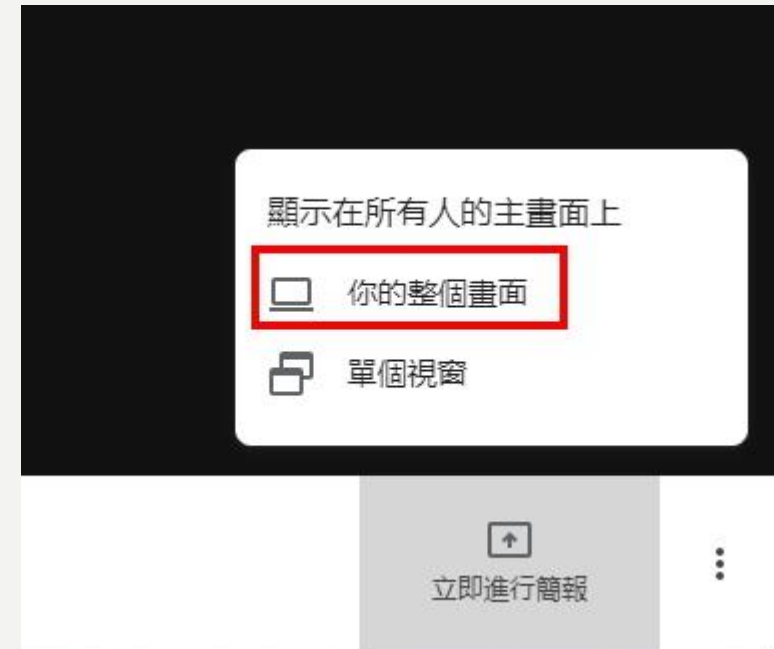 顯示在所有人的主畫面上
你的整個畫面
單個視窗
立即進行簡報